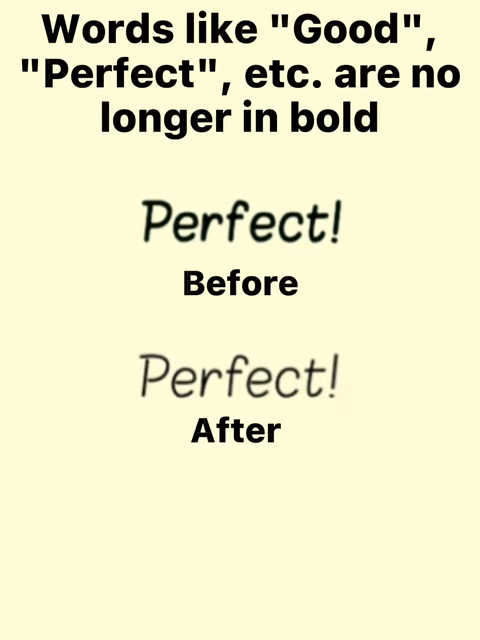 Words like "Good",
"Perfect", etc. are no
longer in bold
Perfect!
Before
Perfect!
After